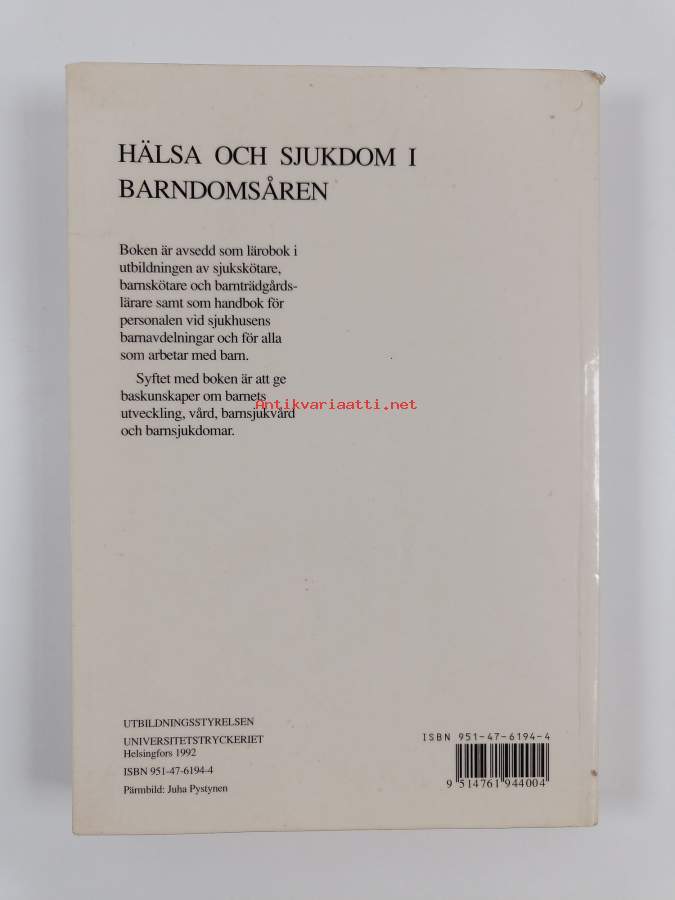 HÄLSA OCH SJUKDOM I
BARNDOMSÅREN
Boken är avsedd som lärobok i
utbildningen av sjukskötare,
barnskötare och barnträdgårds-
lärare samt som handbok för
personalen vid sjukhusens
barnavdelningar och för alla
som arbetar med barn.
Syftet med boken är att ge
baskunskaper om barnets
utveckling, vård, barnsjukvård
och barnsjukdomar.
Antikvariaatti.net
UTBILDNINGSSTYRELSEN
UNIVERSITETSTRYCKERIET
Helsingfors 1992
ISBN 951-47-6194-4
Pärmbild: Juha Pystynen
ISBN 951-47-6194-4
9 514761 944004